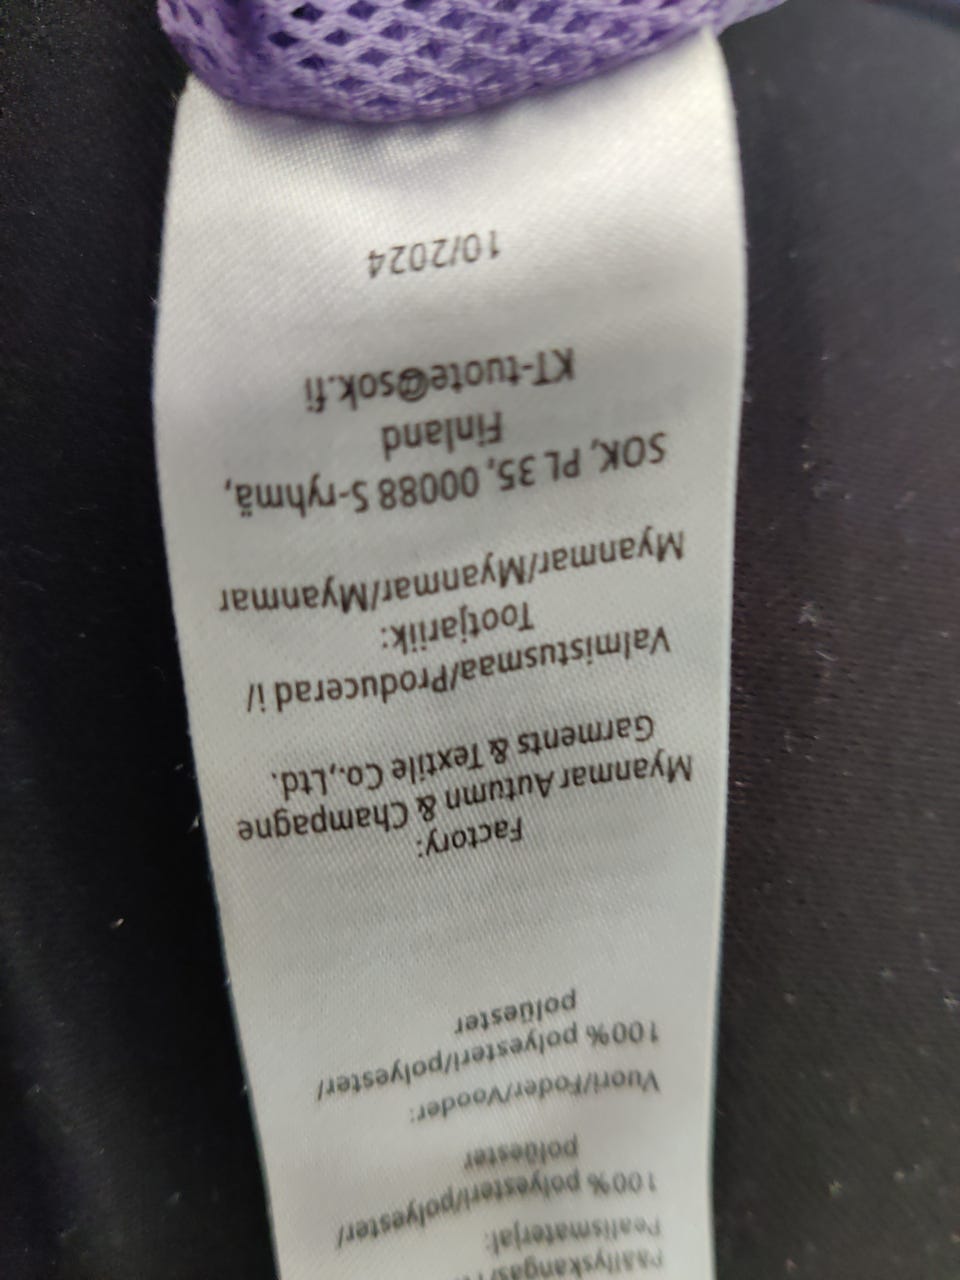 Päällyskangas/
Pealismaterjal:
100% polyesteri/polyester/
polüester
Vuori/Foder/Vooder:
100% polyesteri/polyester/
polüester
Factory:
Myanmar Autumn & Champagne
Garments & Textile Co.,Ltd.
Valmistusmaa/Producerad i/
Tootjariik:
Myanmar/Myanmar/Myanmar
SOK, PL 35, 00088 S-ryhmä,
Finland
KT-tuote@sok.fi
10/2024